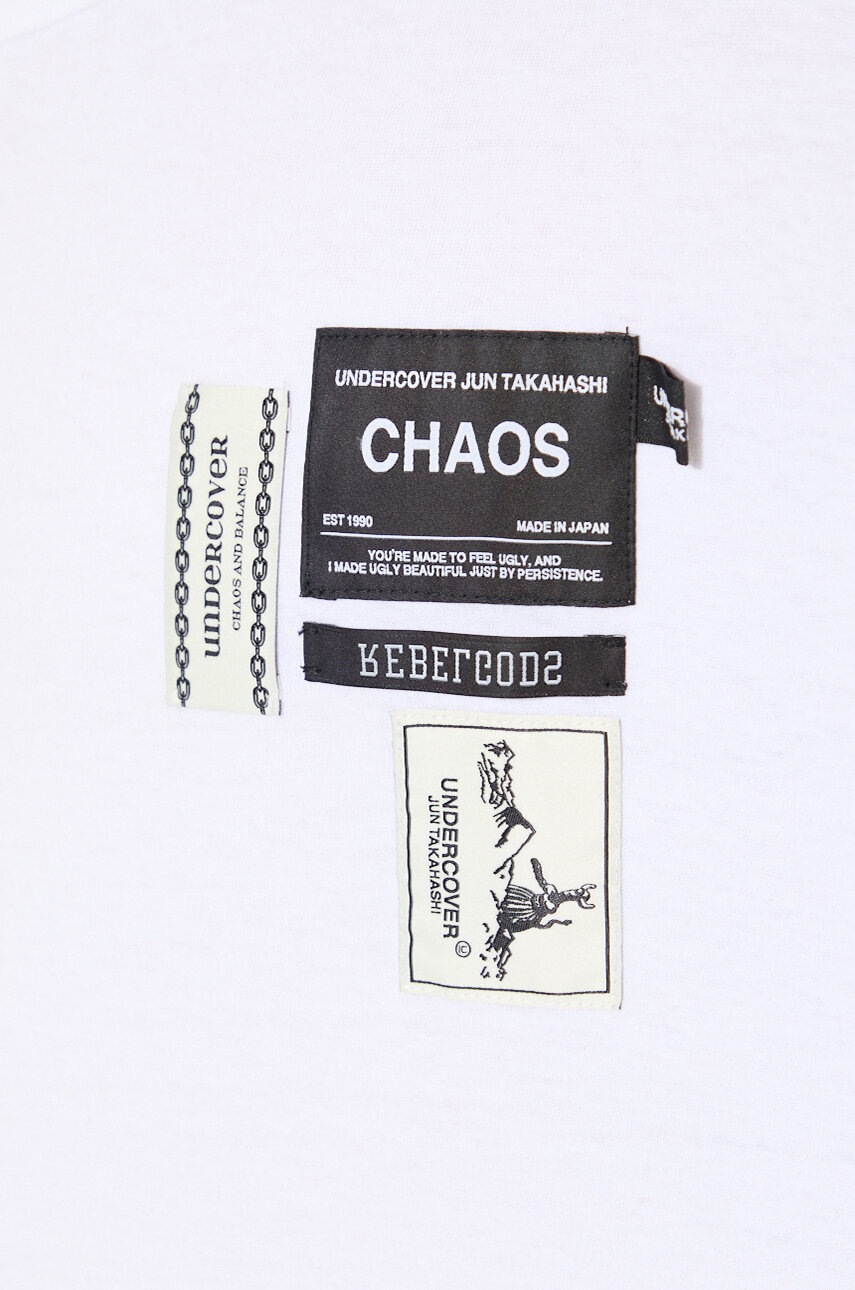 UNDERCOVER JUN TAKAHASHI
CHAOS
EST 1990
MADE IN JAPAN
YOU'RE MADE TO FEEL UGLY, AND
I MADE UGLY BEAUTIFUL JUST BY PERSISTENCE.
UNDERCOVER
CHAOS AND BALANCE
REBELGODS
UNDERCOVER
JUN TAKAHASHI